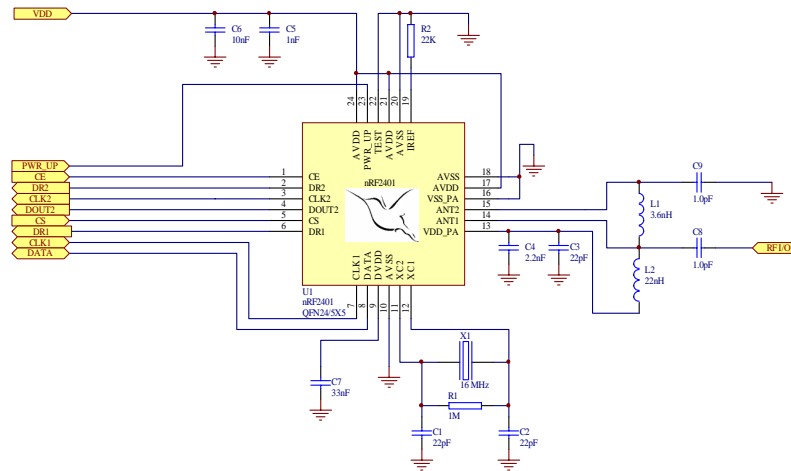 VDD
C6
10nF
C5
1nF
R2
22K
24
23
22
21
20
19
AVDD
PWR_UP
TEST
AVDD
AVSS
IREF
PWR_UP
CE
DR2
CLK2
DOUT2
CS
DR1
CLK1
DATA
1
2
3
4
5
6
CE
DR2
CLK2
DOUT2
CS
DR1
nRF2401
AVSS
AVDD
VSS_PA
ANT2
ANT1
VDD_PA
18
17
16
15
14
13
C9
1.0pF
L1
3.6nH
C8
1.0pF
RF I/O
C4
2.2nF
C3
22pF
L2
22nH
CLK1
DATA
DVDD
AVSS
XC2
XC1
U1
nRF2401
QFN24/5X5
7
8
9
10
11
12
C7
33nF
X1
16 MHz
R1
1M
C1
22pF
C2
22pF